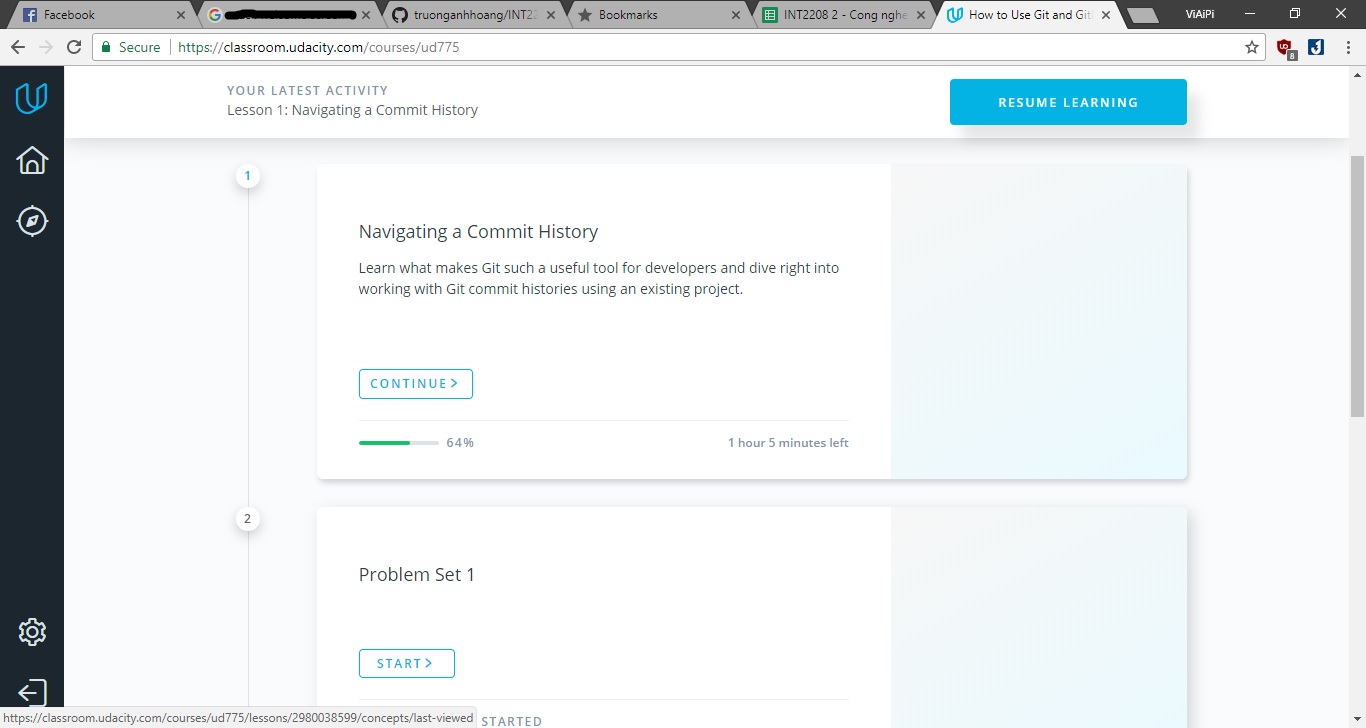 Facebook
truonganhhoang/INT22
Bookmarks
INT2208 2 - Cong nghe
How to Use Git and Git
ViAiPi
Secure
https://classroom.udacity.com/courses/ud775
8
YOUR LATEST ACTIVITY
Lesson 1: Navigating a Commit History
RESUME LEARNING
1
Navigating a Commit History
Learn what makes Git such a useful tool for developers and dive right into
working with Git commit histories using an existing project.
CONTINUE
64%
1 hour 5 minutes left
2
Problem Set 1
START
https://classroom.udacity.com/courses/ud775/lessons/2980038599/concepts/last-viewed
STARTED